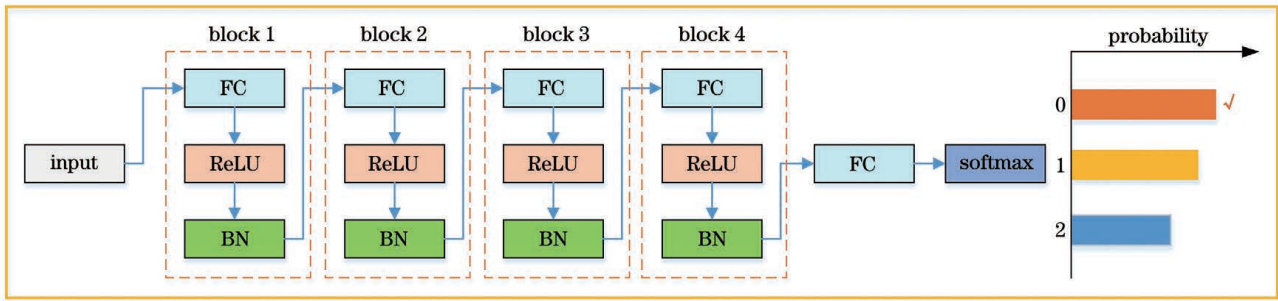 block 1
block 2
block 3
block 4
probability
FC
FC
FC
FC
0
√
input
ReLU
ReLU
ReLU
ReLU
FC
softmax
1
BN
BN
BN
BN
2